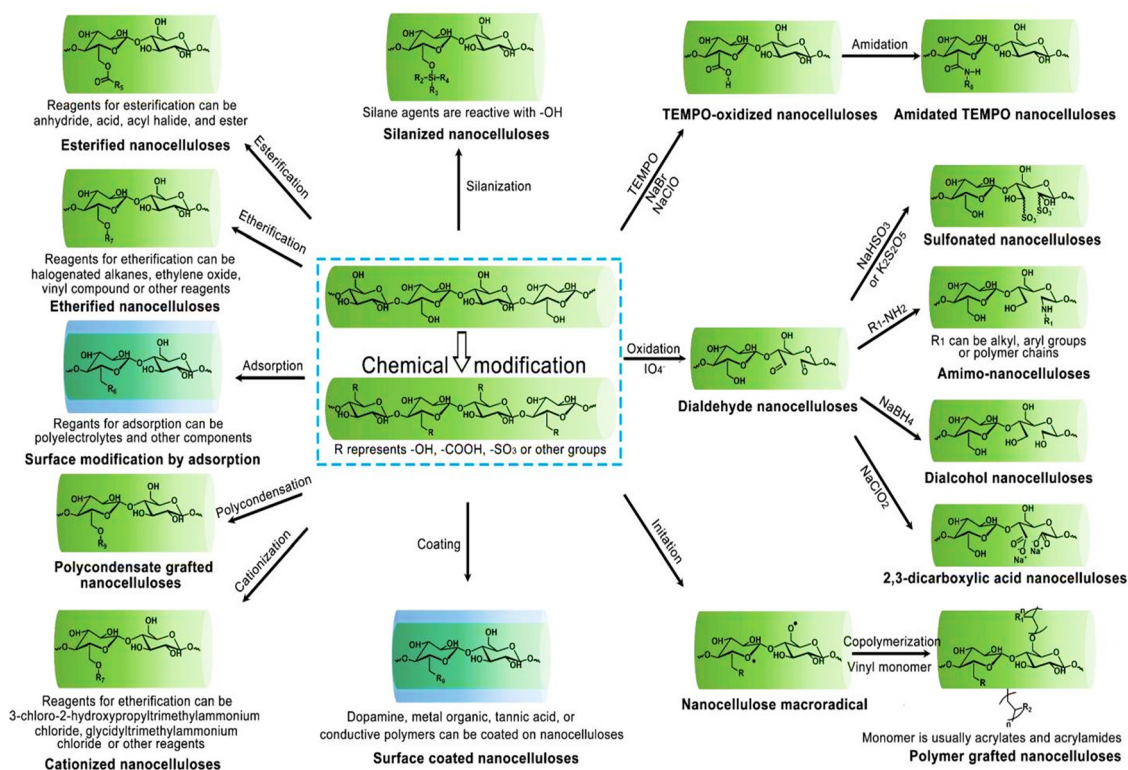 Reagents for esterification can be
anhydride, acid, acyl halide, and ester
Esterified nanocelluloses
Esterification
Silane agents are reactive with -OH
Silanized nanocelluloses
Silanization
TEMPO-oxidized nanocelluloses
TEMPO
NaBr
NaClO
Amidation
Amidated TEMPO nanocelluloses
Etherification
Reagents for etherification can be
halogenated alkanes, ethylene oxide,
vinyl compound or other reagents
Etherified nanocelluloses
Adsorption
Regants for adsorption can be
polyelectrolytes and other components
Surface modification by adsorption
Chemical modification
R represents -OH, -COOH, -SO3 or other groups
Oxidation
IO4-
Dialdehyde nanocelluloses
NaHSO3
or K2S2O5
Sulfonated nanocelluloses
R1-NH2
R1 can be alkyl, aryl groups
or polymer chains
Amimo-nanocelluloses
NaBH4
Dialcohol nanocelluloses
NaClO2
2,3-dicarboxylic acid nanocelluloses
Polycondensation
Polycondensate grafted
nanocelluloses
Cationization
Reagents for etherification can be
3-chloro-2-hydroxypropyltrimethylammonium
chloride, glycidyltrimethylammonium
chloride or other reagents
Cationized nanocelluloses
Coating
Dopamine, metal organic, tannic acid, or
conductive polymers can be coated on nanocelluloses
Surface coated nanocelluloses
Initation
Nanocellulose macroradical
Copolymerization
Vinyl monomer
Monomer is usually acrylates and acrylamides
Polymer grafted nanocelluloses